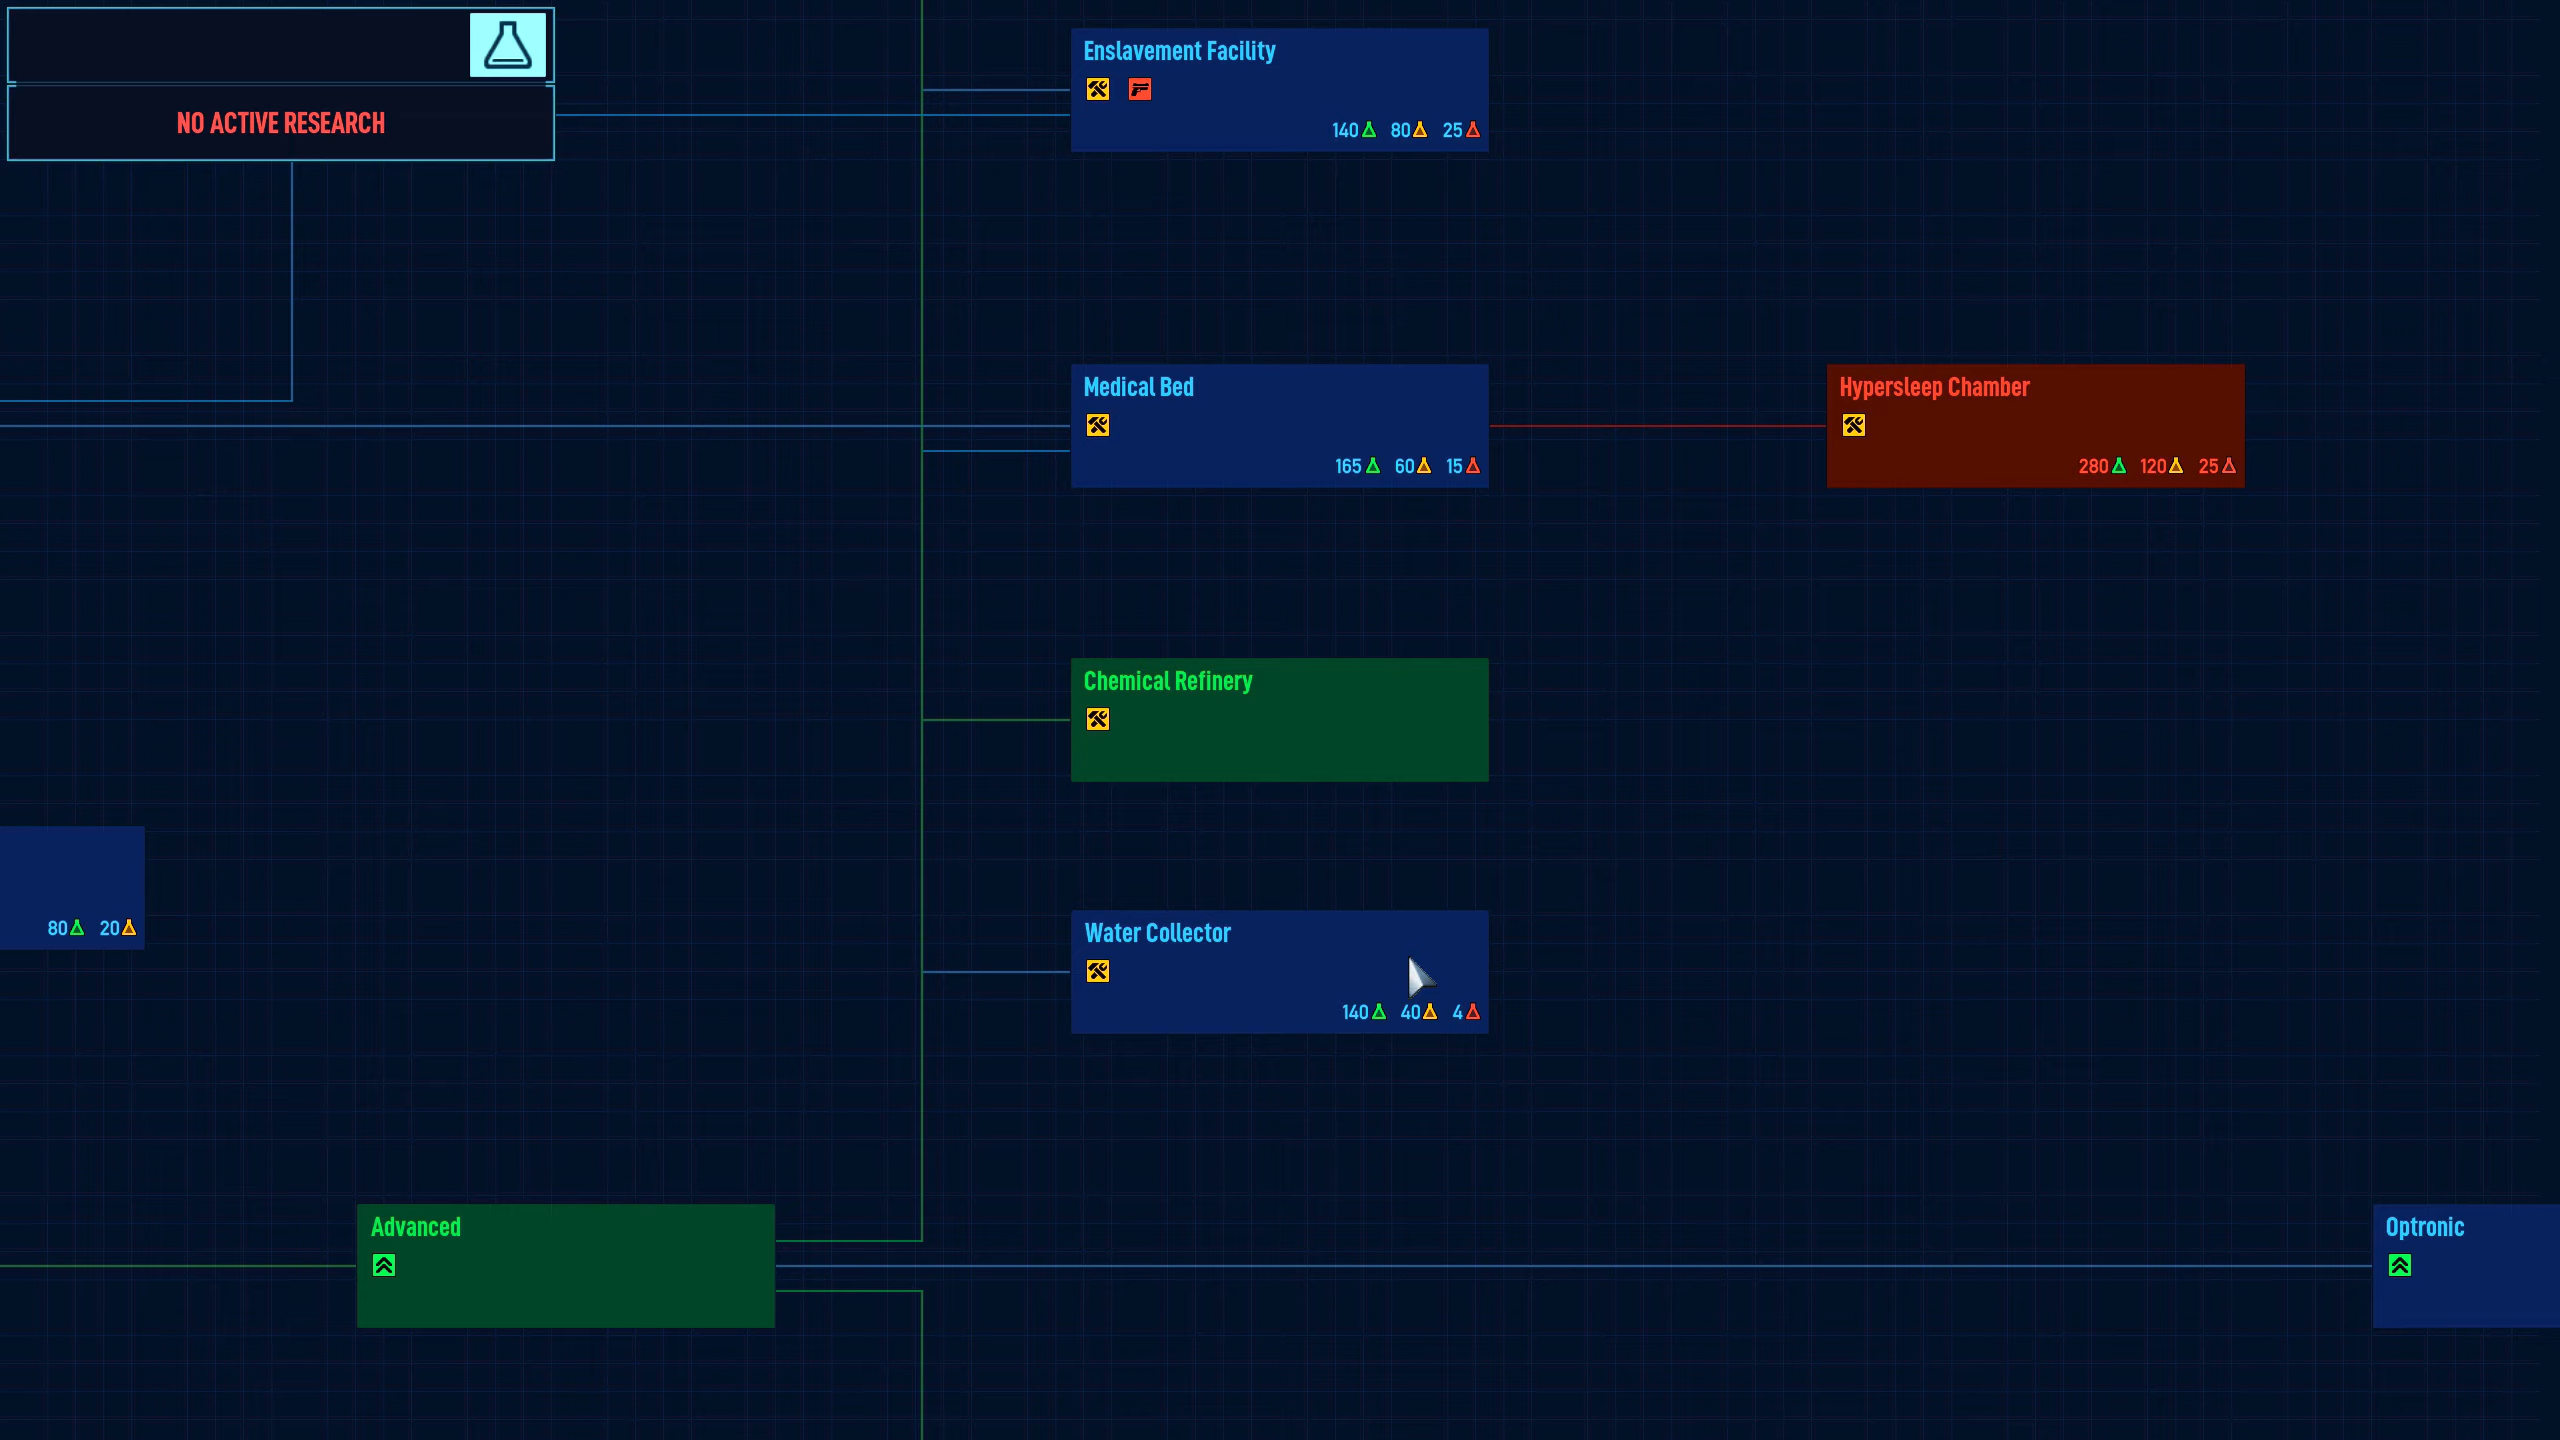 NO ACTIVE RESEARCH
Enslavement Facility
140 80 25
Medical Bed
165 60 15
Hypersleep Chamber
280 120 25
Chemical Refinery
80 20
Water Collector
140 40 4
Advanced
Optronic